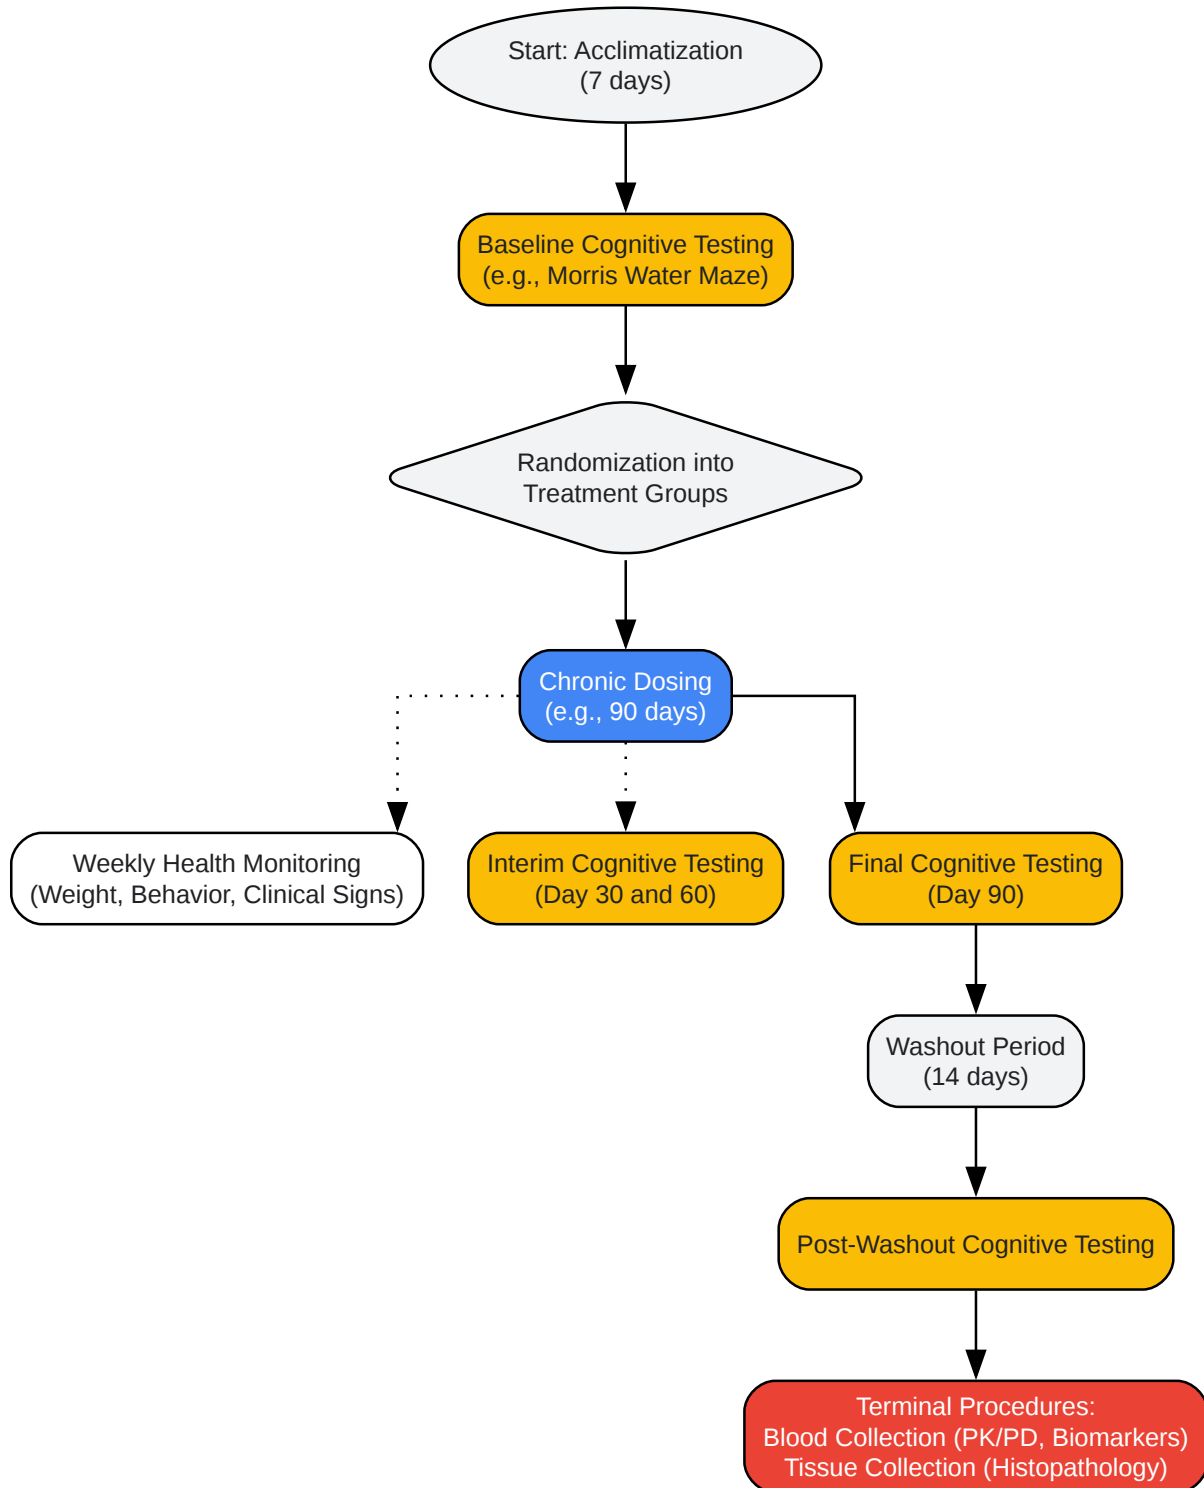 Start: Acclimatization
(7 days)
Baseline Cognitive Testing
(e.g., Morris Water Maze)
Randomization into
Treatment Groups
Chronic Dosing
(e.g., 90 days)
Weekly Health Monitoring
(Weight, Behavior, Clinical Signs)
Interim Cognitive Testing
(Day 30 and 60)
Final Cognitive Testing
(Day 90)
Washout Period
(14 days)
Post-Washout Cognitive Testing
Terminal Procedures:
Blood Collection (PK/PD, Biomarkers)
Tissue Collection (Histopathology)